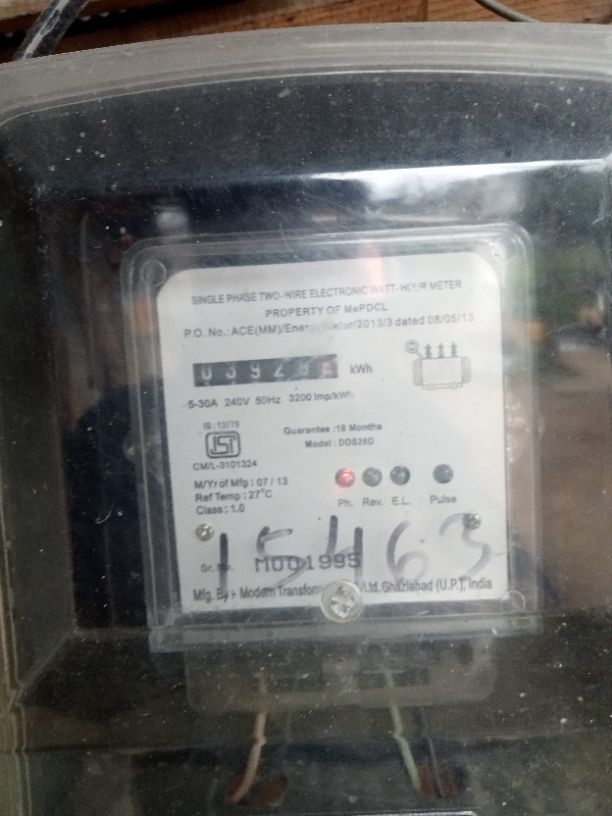 SINGLE PHASE TWO-WIRE ELECTRONIC WATT-HOUR METER
PROPERTY OF MePDCL
P.O. No.: ACE(MM)/Energy Meter/2013/3 dated 08/05/13
kWh
5-30A 240V 50Hz 3200 Imp/kWh
IS : 13779
Guarantee : 18 Months
Model : DDS26D
ISI
CM/L-3101324
M/Yr of Mfg : 07 / 13
Ref Temp : 27°C
Class : 1.0
Ph. Rev. E.L. Pulse
15463
Sr. No. M001995
Mfg. By : Modern Ltd. Ghaziabad (U.P.), India